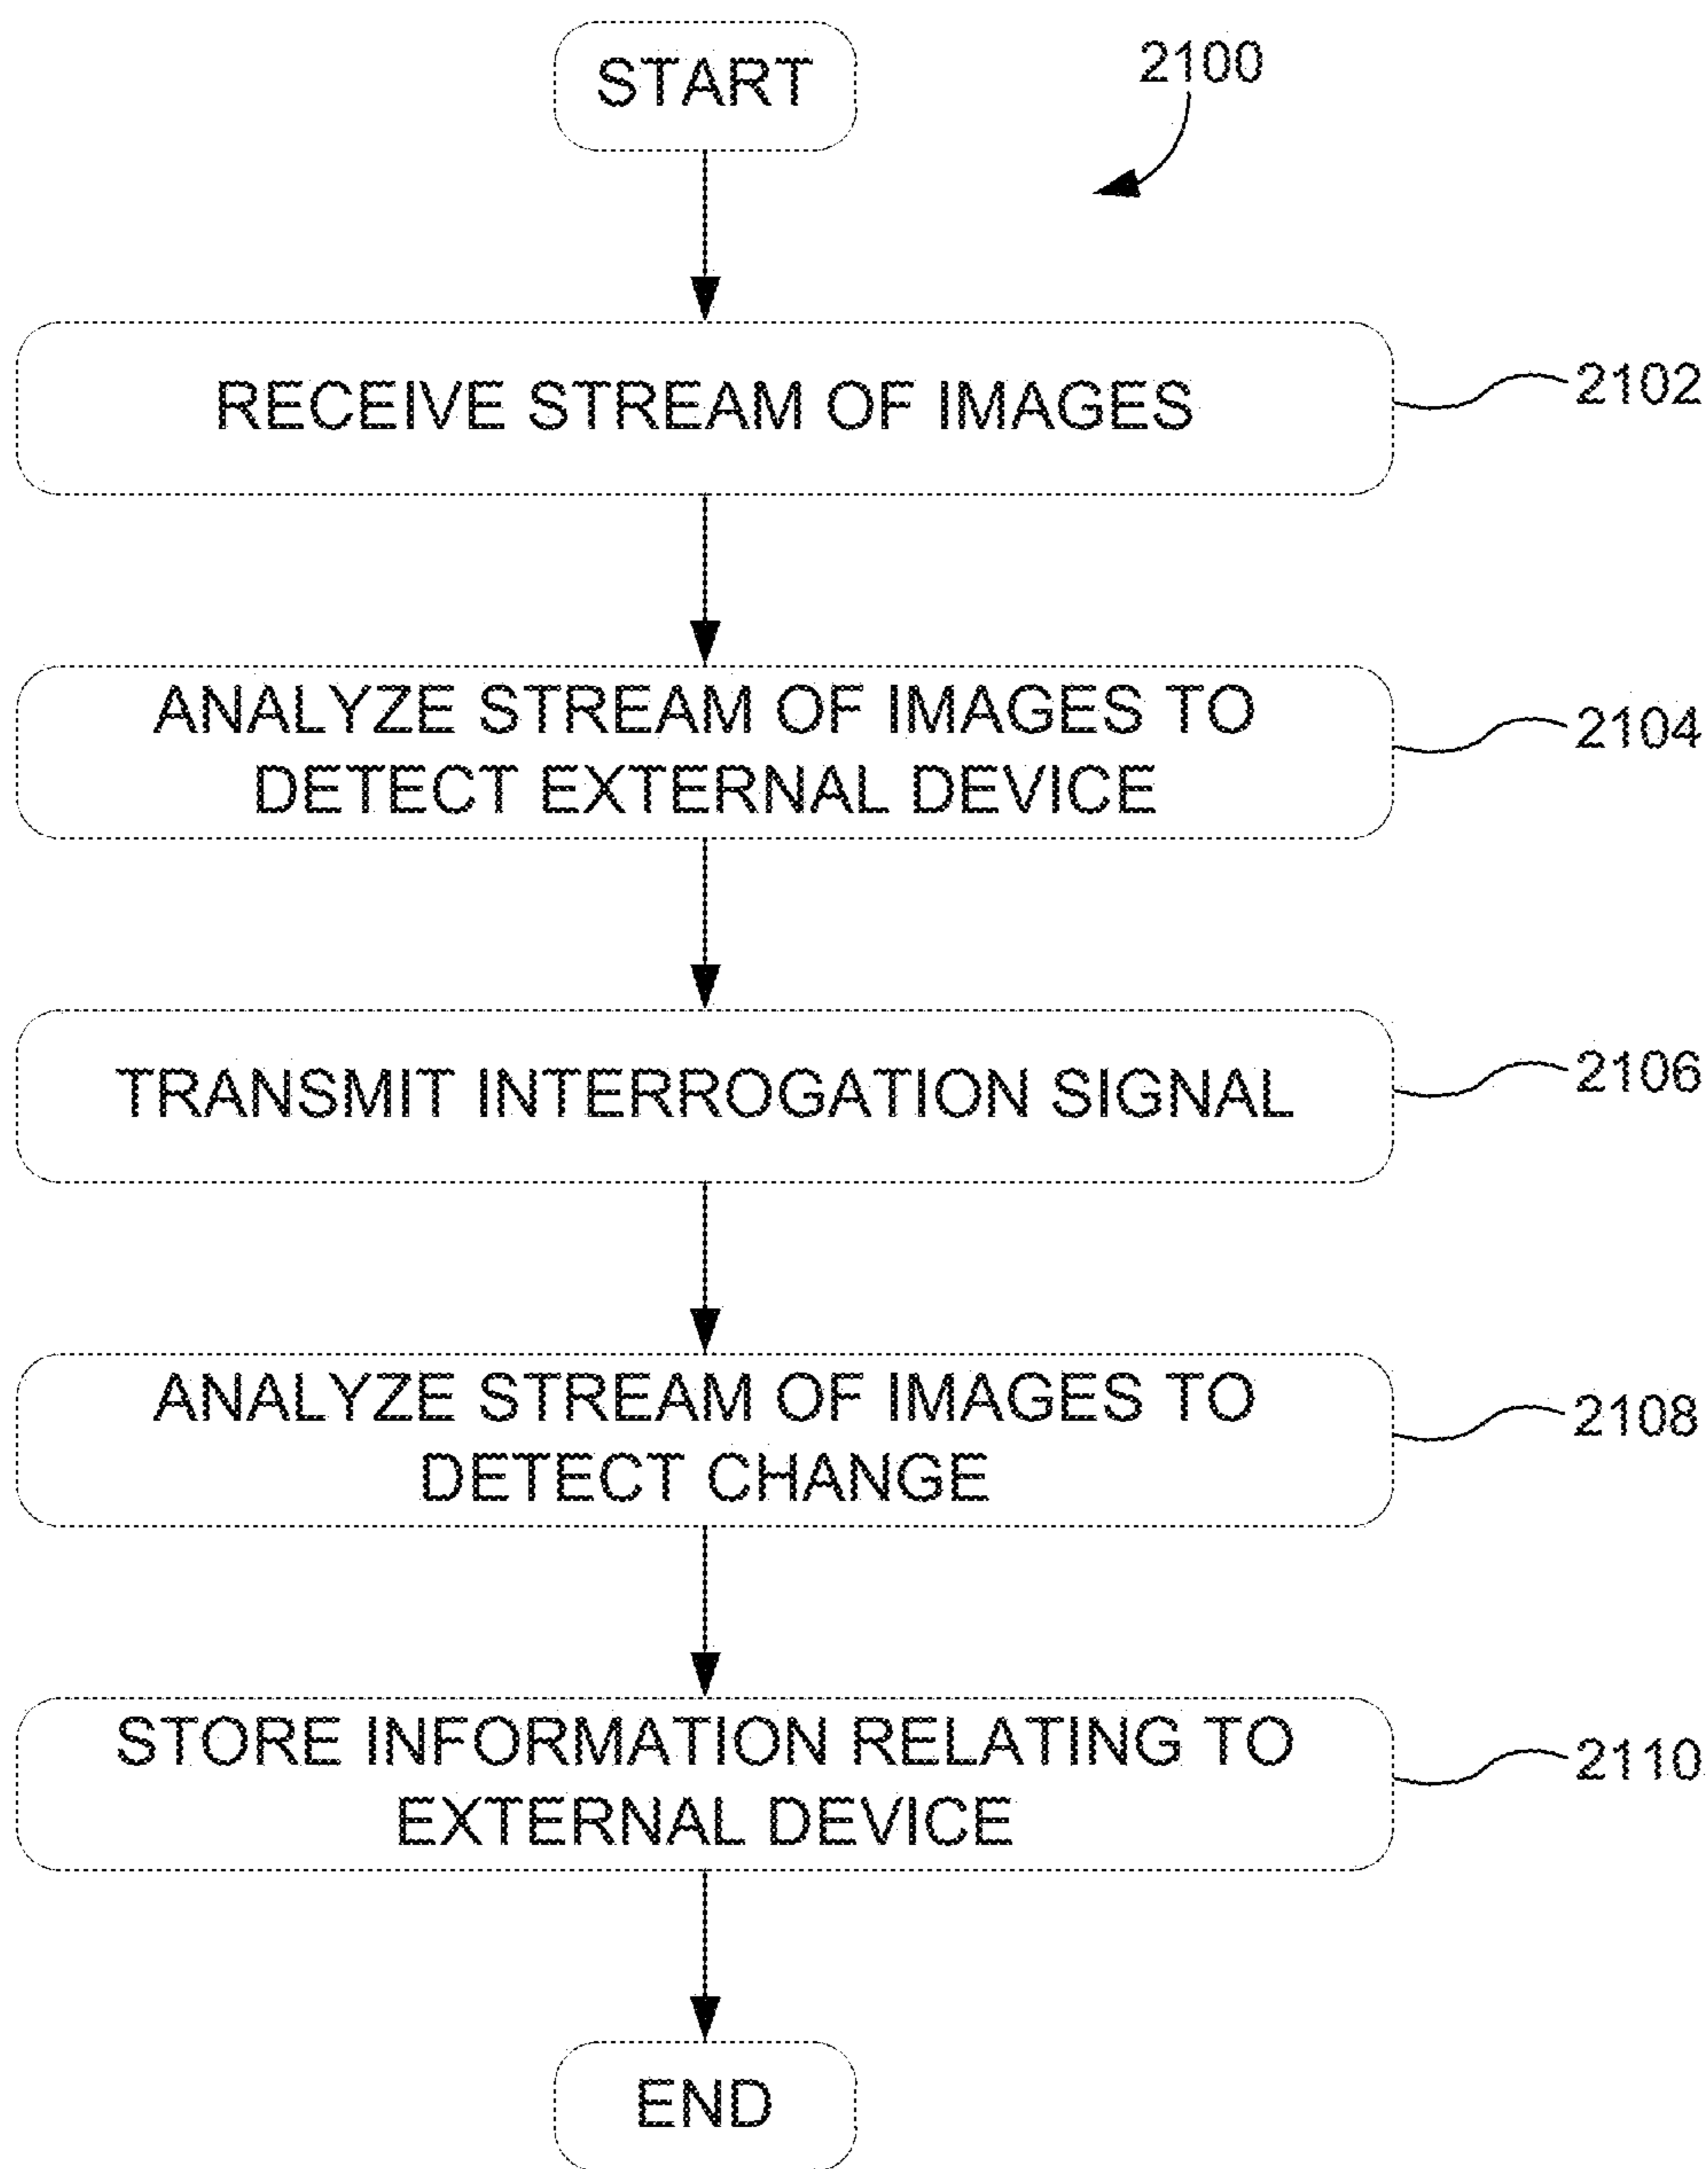 START
2100
RECEIVE STREAM OF IMAGES
2102
ANALYZE STREAM OF IMAGES TO
DETECT EXTERNAL DEVICE
2104
TRANSMIT INTERROGATION SIGNAL
2106
ANALYZE STREAM OF IMAGES TO
DETECT CHANGE
2108
STORE INFORMATION RELATING TO
EXTERNAL DEVICE
2110
END